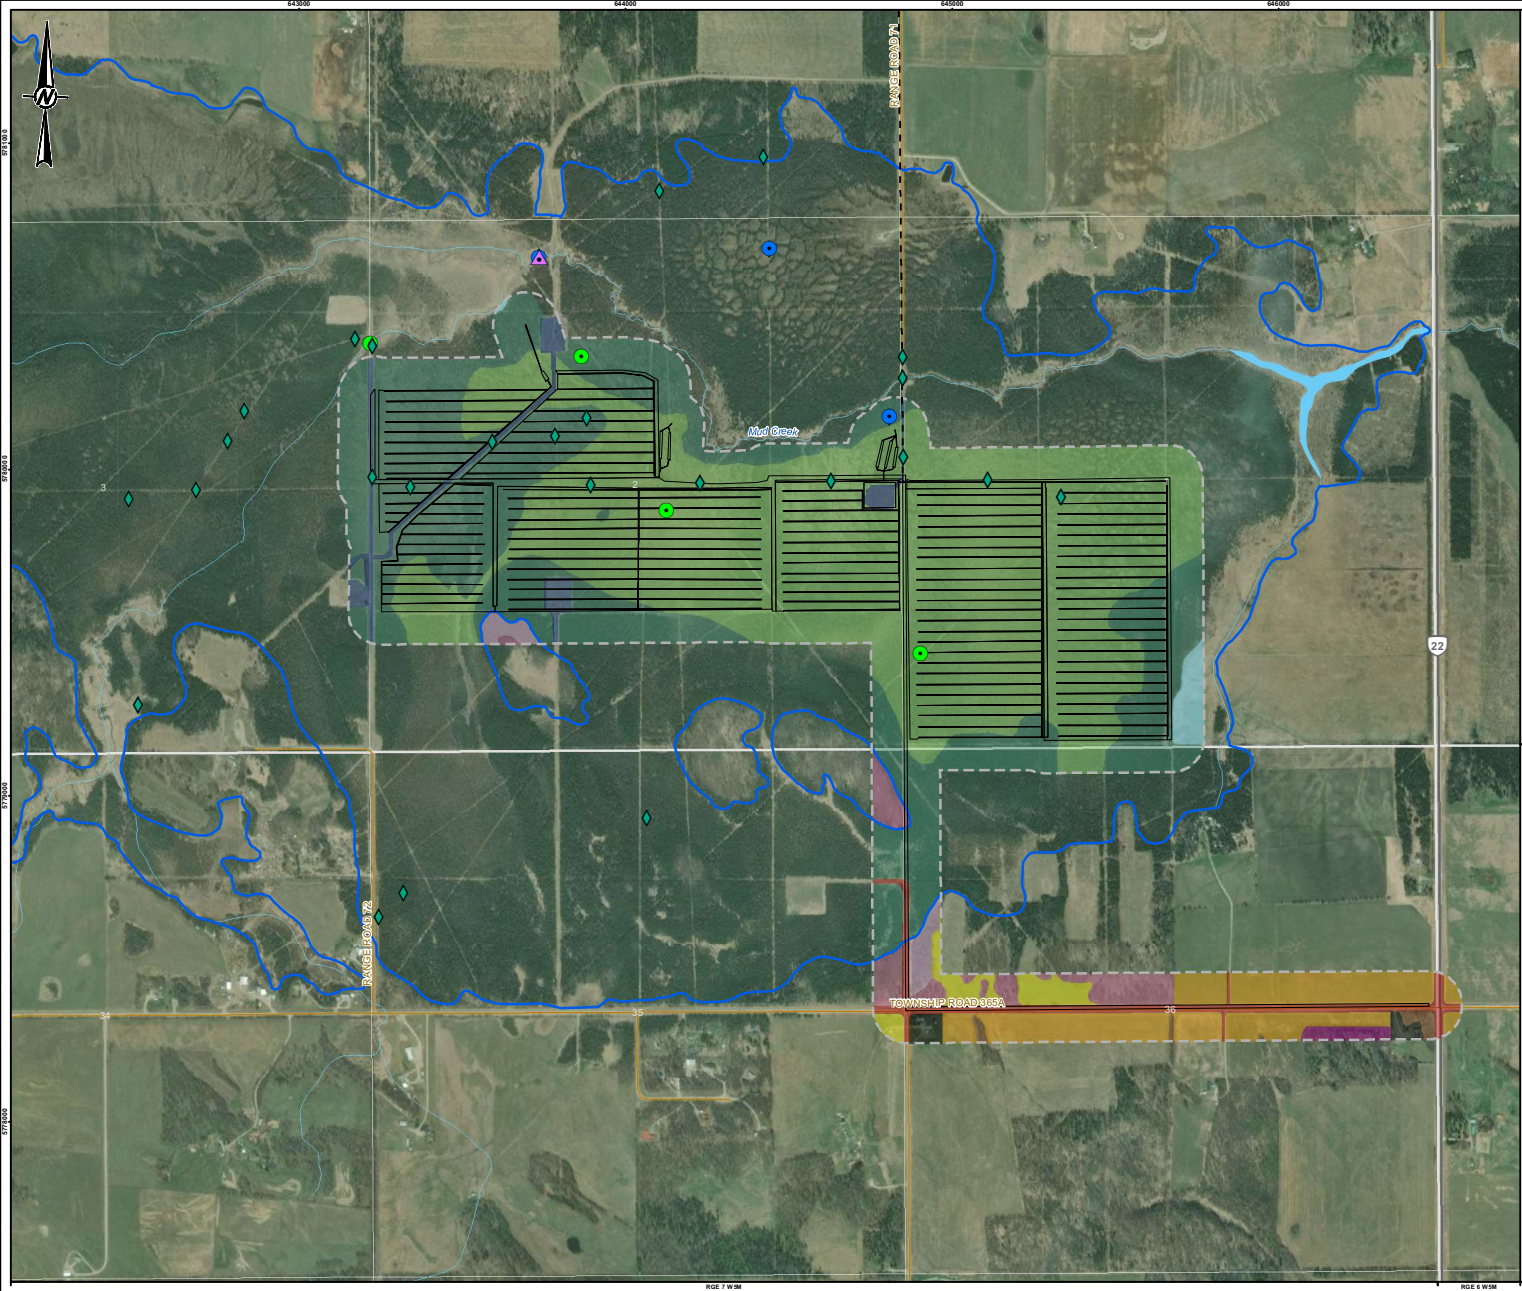 643000 644000 645000 646000
RANGE ROAD 71
N
5781000
Mud Creek
5780000
3
2
22
5779000
RANGE ROAD 72
TOWNSHIP ROAD 365A
34
35
36
5778000
RGE 7 W5M
RGE 6 W5M